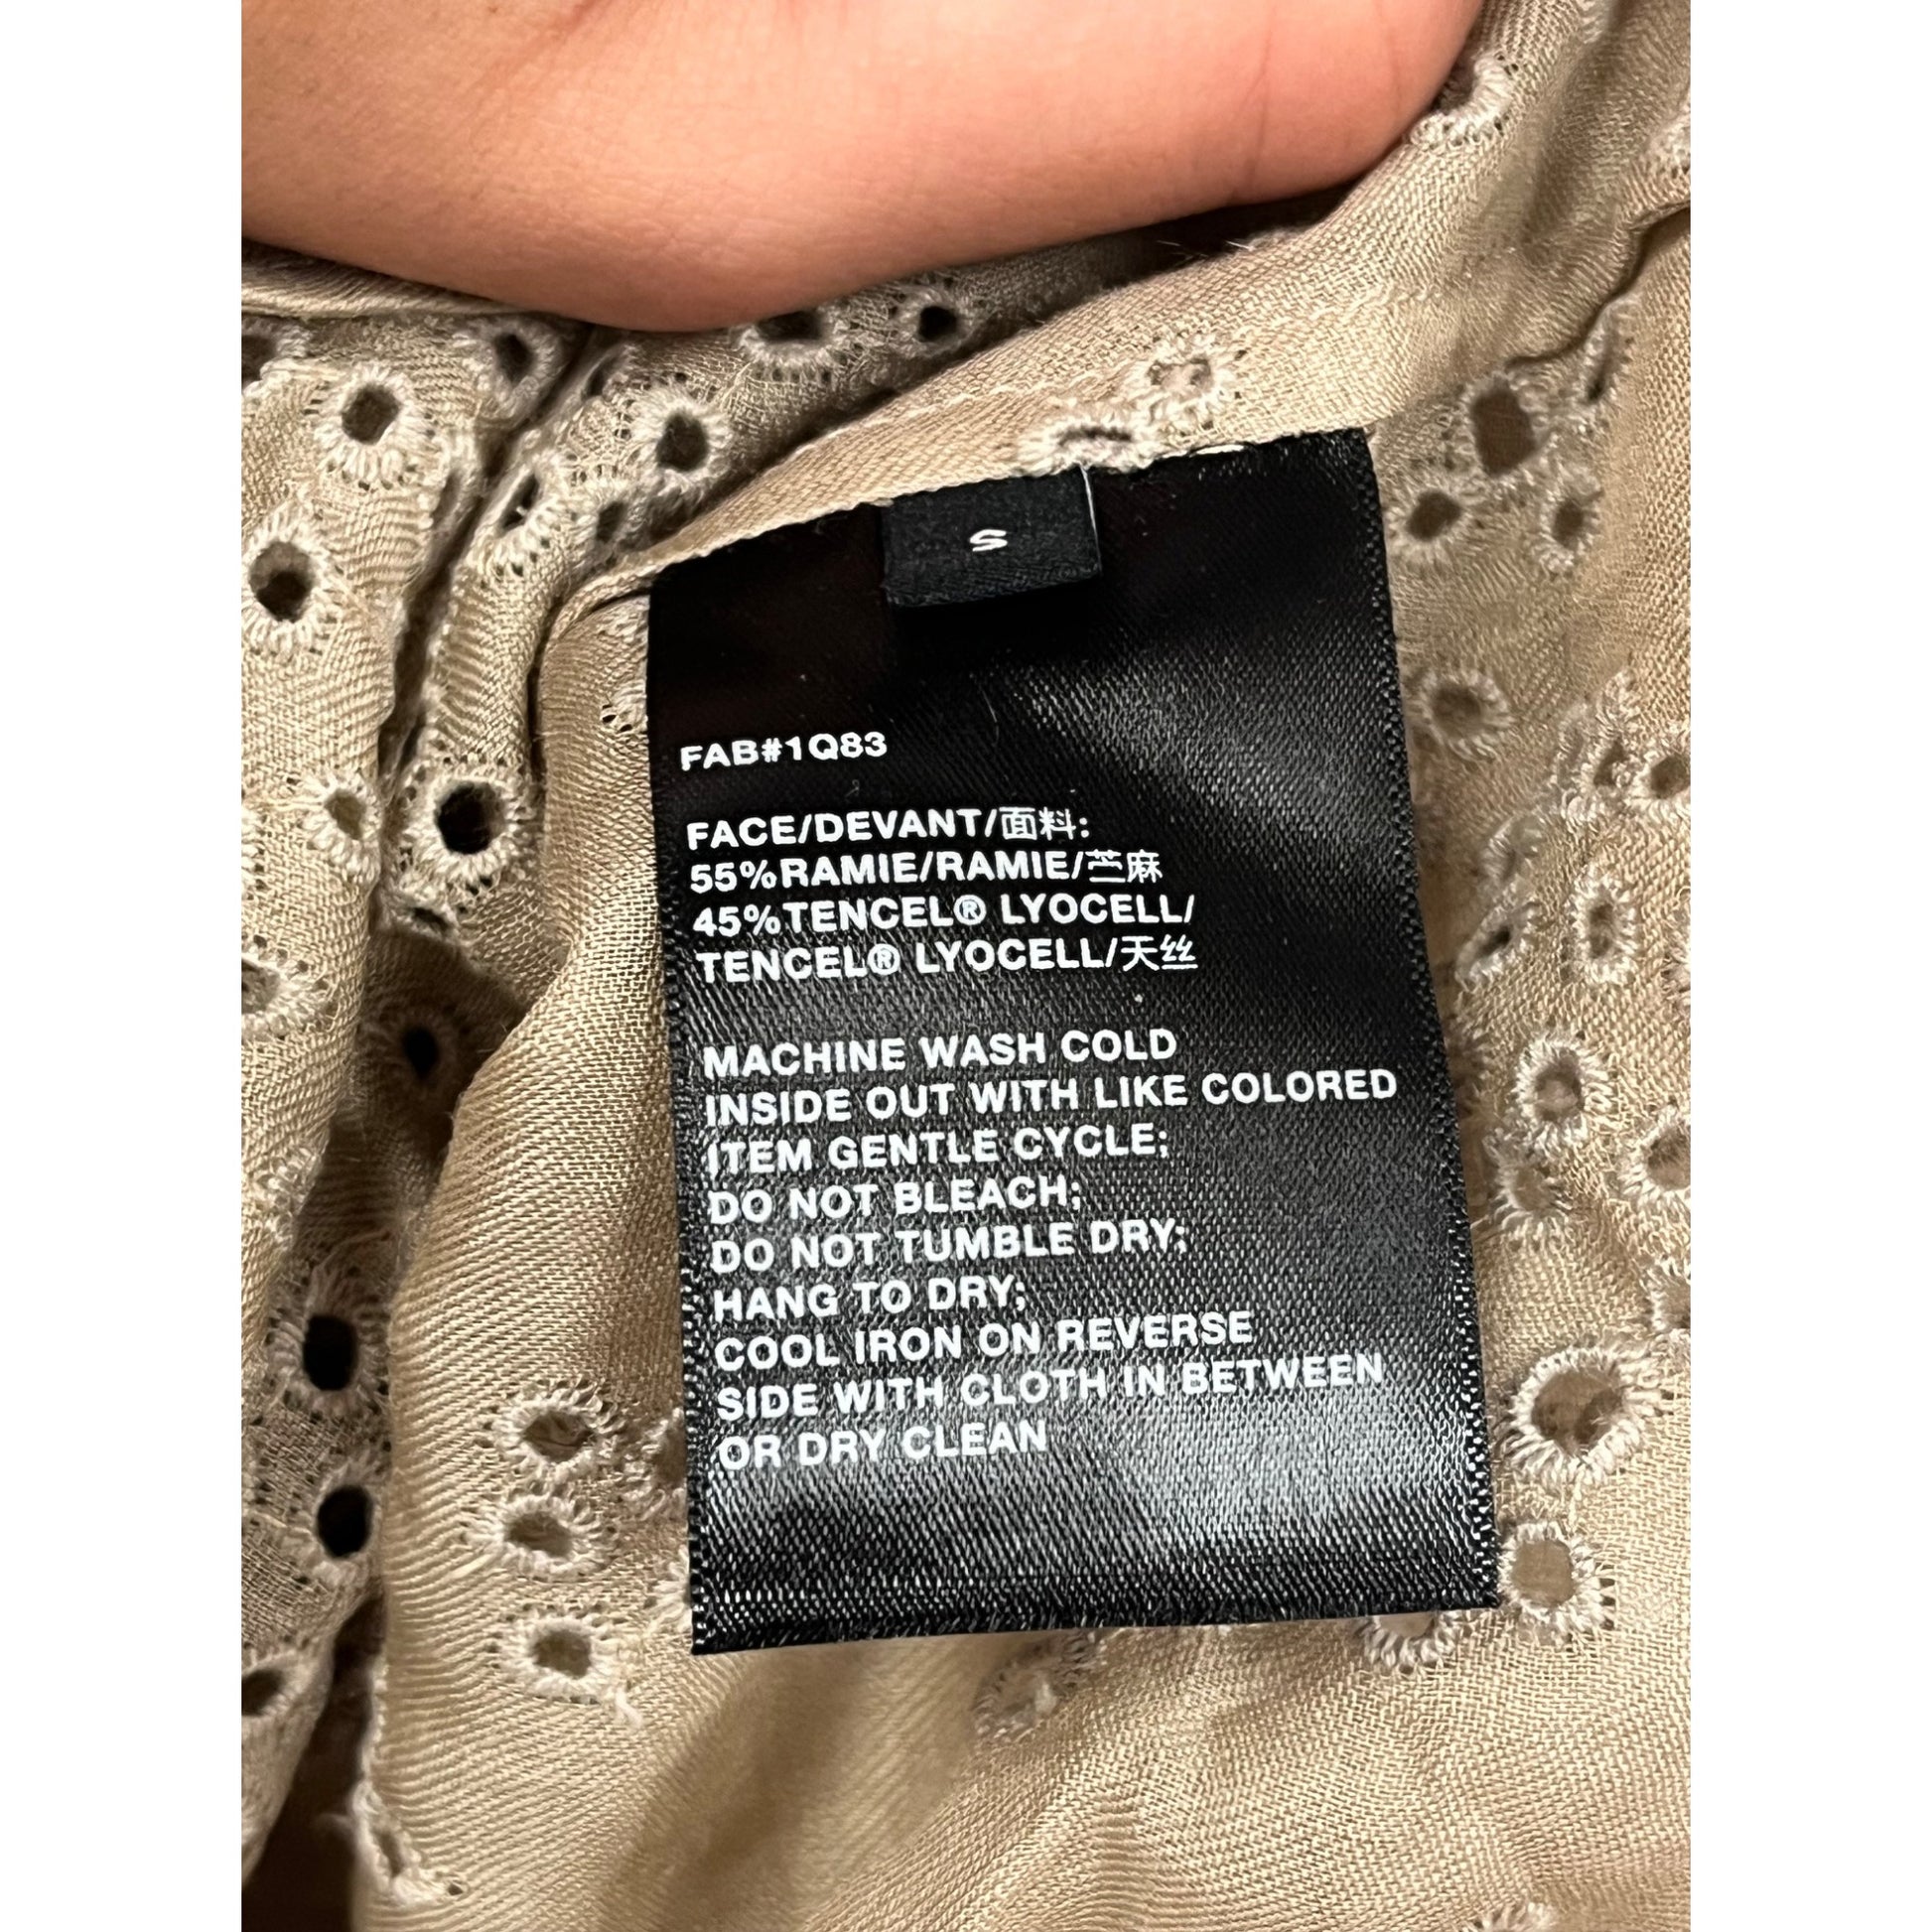 S
FAB#1Q83
FACE/DEVANT/面料:
55%RAMIE/RAMIE/苎麻
45%TENCEL® LYOCELL/
TENCEL® LYOCELL/天丝
MACHINE WASH COLD
INSIDE OUT WITH LIKE COLORED
ITEM GENTLE CYCLE;
DO NOT BLEACH;
DO NOT TUMBLE DRY;
HANG TO DRY;
COOL IRON ON REVERSE
SIDE WITH CLOTH IN BETWEEN
OR DRY CLEAN